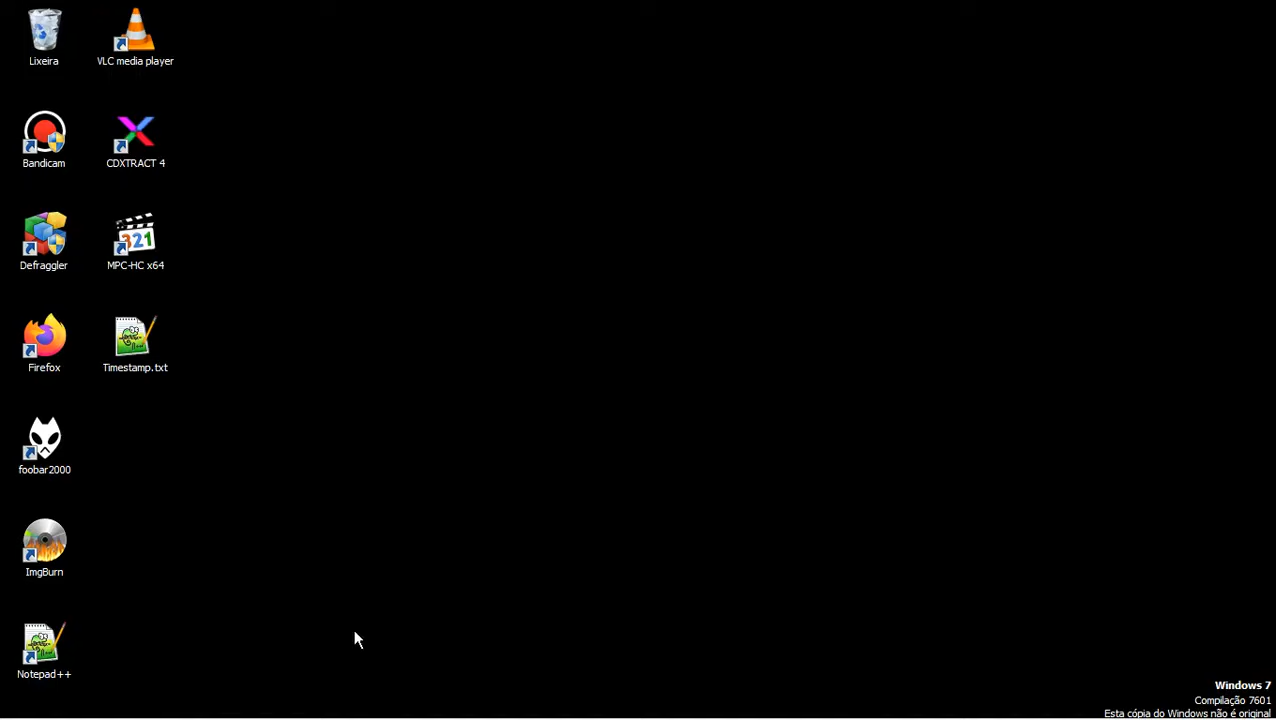 Lixeira
VLC media player
Bandicam
CDXTRACT 4
Defraggler
321
MPC-HC x64
Firefox
Timestamp.txt
foobar2000
ImgBurn
Notepad++
Windows 7
Compilação 7601
Esta cópia do Windows não é original